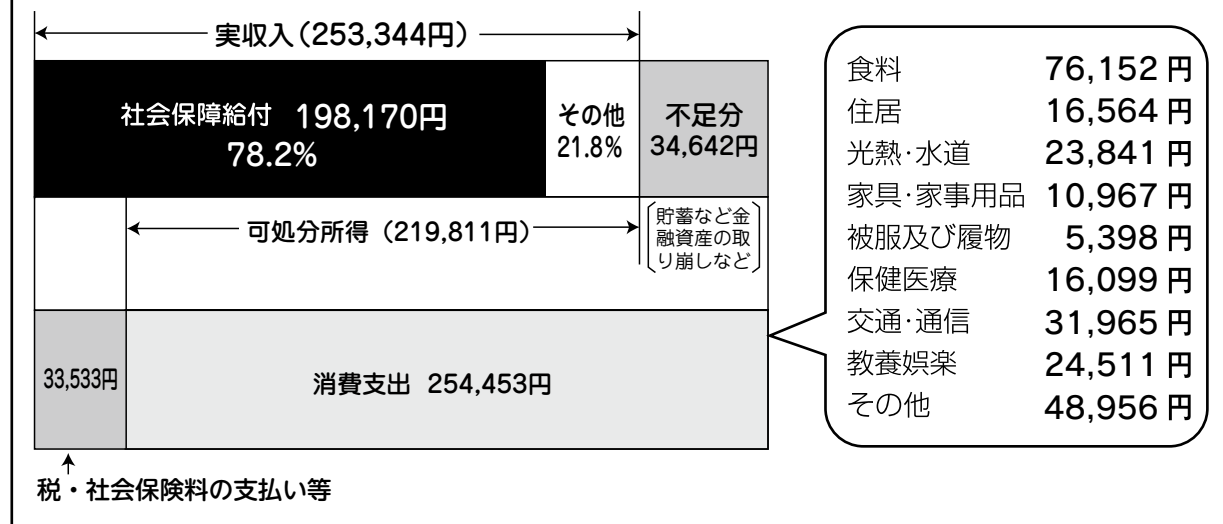 実収入(253,344円)
社会保障給付 198,170円
78.2%
その他
21.8%
不足分
34,642円
可処分所得(219,811円)
貯蓄など金
融資産の取
り崩しなど
33,533円
消費支出 254,453円
税・社会保険料の支払い等
食料 76,152円
住居 16,564円
光熱・水道 23,841円
家具・家事用品 10,967円
被服及び履物 5,398円
保健医療 16,099円
交通・通信 31,965円
教養娯楽 24,511円
その他 48,956円